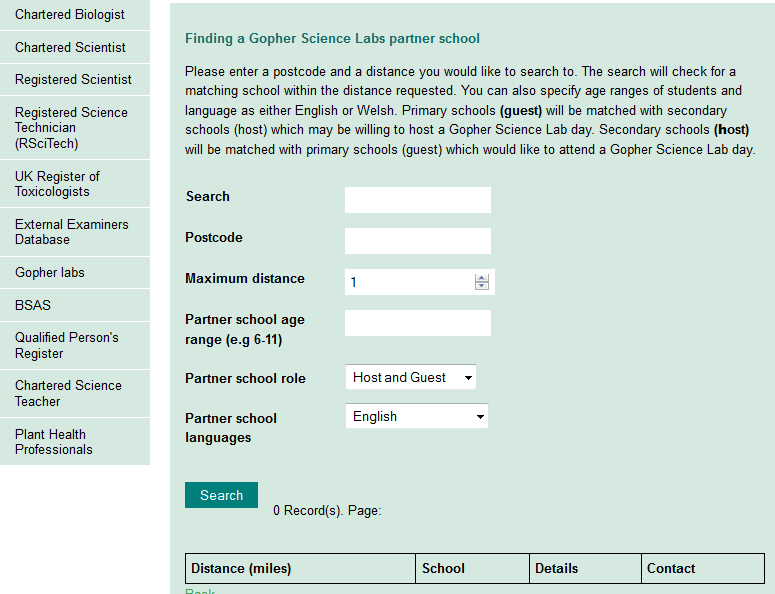 Chartered Biologist
Chartered Scientist
Registered Scientist
Registered Science
Technician
(RSciTech)
UK Register of
Toxicologists
External Examiners
Database
Gopher labs
BSAS
Qualified Person's
Register
Chartered Science
Teacher
Plant Health
Professionals
Finding a Gopher Science Labs partner school
Please enter a postcode and a distance you would like to search to. The search will check for a
matching school within the distance requested. You can also specify age ranges of students and
language as either English or Welsh. Primary schools (guest) will be matched with secondary
schools (host) which may be willing to host a Gopher Science Lab day. Secondary schools (host)
will be matched with primary schools (guest) which would like to attend a Gopher Science Lab day.
Search
Postcode
Maximum distance 1
Partner school age
range (e.g 6-11)
Partner school role Host and Guest
Partner school English
languages
Search
0 Record(s). Page:
Distance (miles) School Details Contact
Back